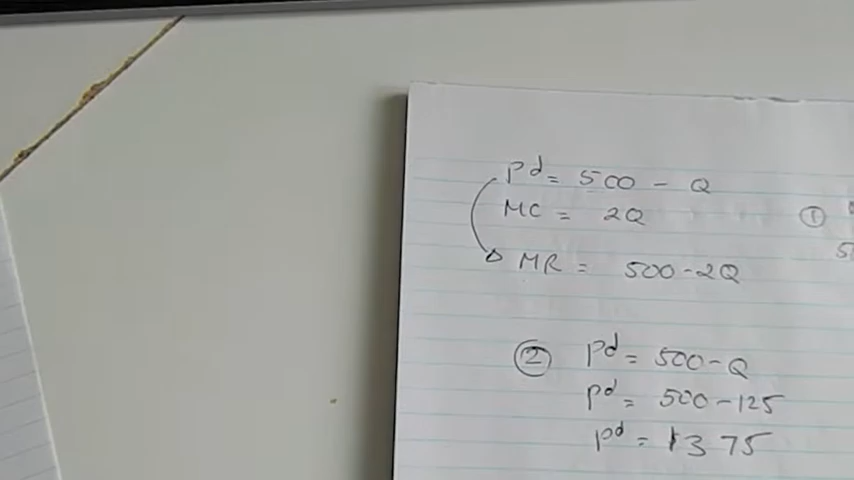 Pd = 500 - Q
MC = 2Q
①
MR = 500-2Q
② Pd = 500-Q
Pd = 500-125
Pd = $375